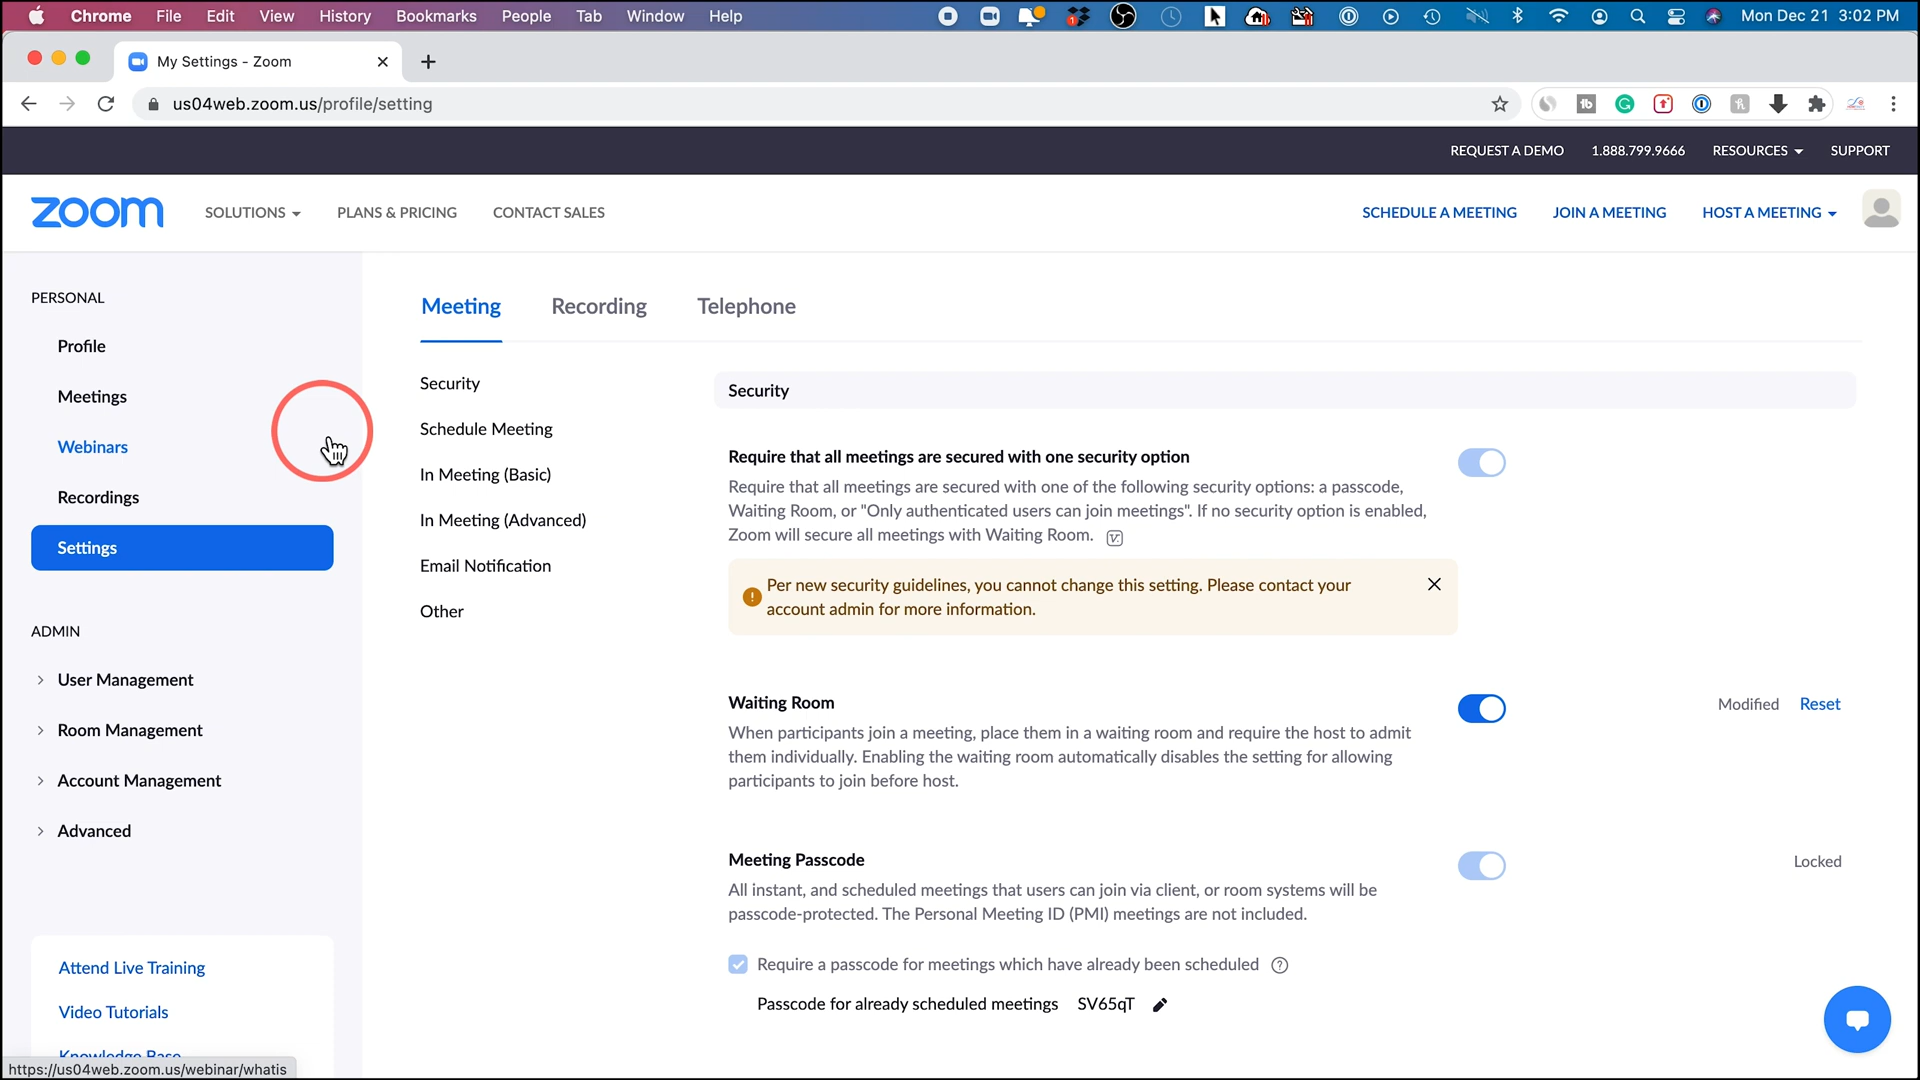 Chrome File Edit View History Bookmarks People Tab Window Help Mon Dec 21 3:02 PM
My Settings - Zoom
us04web.zoom.us/profile/setting
REQUEST A DEMO 1.888.799.9666 RESOURCES SUPPORT
zoom SOLUTIONS PLANS & PRICING CONTACT SALES SCHEDULE A MEETING JOIN A MEETING HOST A MEETING
PERSONAL
Profile
Meetings
Webinars
Recordings
Settings
ADMIN
User Management
Room Management
Account Management
Advanced
Attend Live Training
Video Tutorials
Knowledge Base
https://us04web.zoom.us/webinar/whatis
Meeting Recording Telephone
Security
Schedule Meeting
In Meeting (Basic)
In Meeting (Advanced)
Email Notification
Other
Security
Require that all meetings are secured with one security option
Require that all meetings are secured with one of the following security options: a passcode,
Waiting Room, or "Only authenticated users can join meetings". If no security option is enabled,
Zoom will secure all meetings with Waiting Room.
Per new security guidelines, you cannot change this setting. Please contact your
account admin for more information.
Waiting Room
Modified Reset
When participants join a meeting, place them in a waiting room and require the host to admit
them individually. Enabling the waiting room automatically disables the setting for allowing
participants to join before host.
Meeting Passcode
Locked
All instant, and scheduled meetings that users can join via client, or room systems will be
passcode-protected. The Personal Meeting ID (PMI) meetings are not included.
Require a passcode for meetings which have already been scheduled
Passcode for already scheduled meetings SV65qT